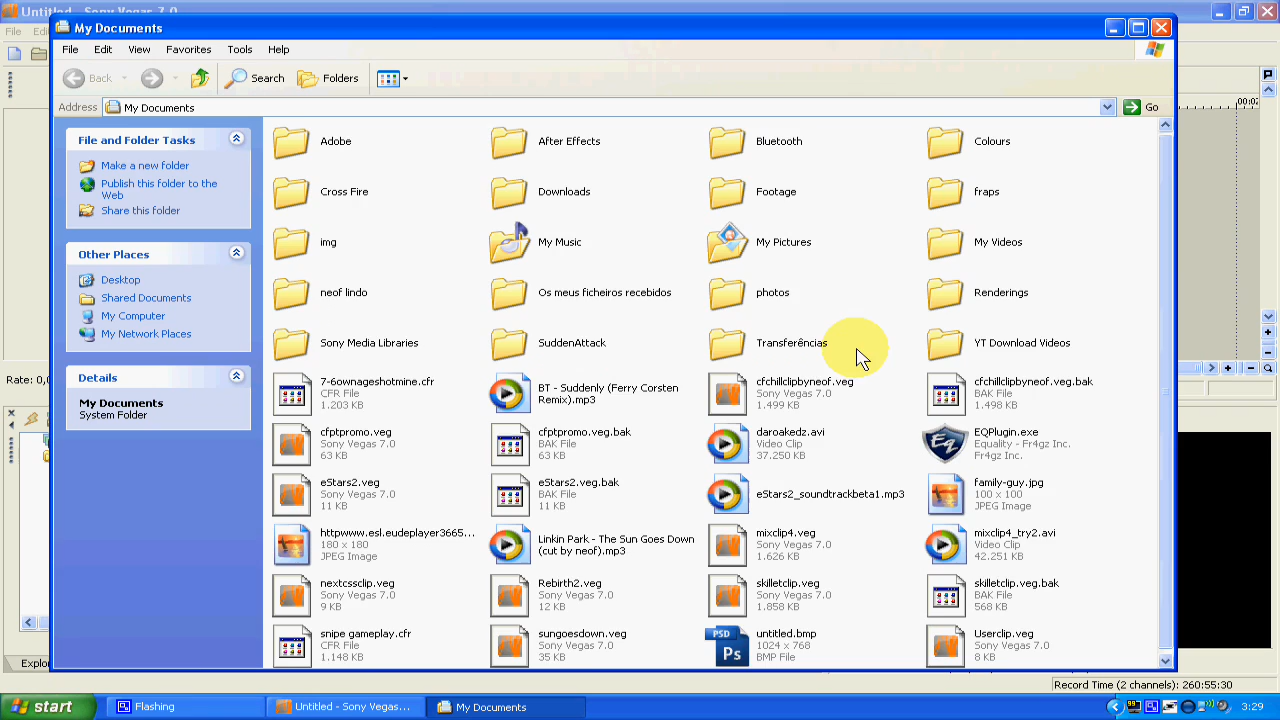 Untitled - Sony Vegas 7.0
My Documents
File Edit View Favorites Tools Help
Back Search Folders
Address My Documents Go
File and Folder Tasks
Make a new folder
Publish this folder to the
Web
Share this folder
Other Places
Desktop
Shared Documents
My Computer
My Network Places
Details
My Documents
System Folder
Adobe After Effects Bluetooth Colours
Cross Fire Downloads Footage fraps
img My Music My Pictures My Videos
neof lindo Os meus ficheiros recebidos photos Renderings
Sony Media Libraries SuddenAttack Transferências YT Download Videos
7-6ownageshotmine.cfr
CFR File
1.203 KB
BT - Suddenly (Ferry Corsten
Remix).mp3
cfchillclipbyneof.veg
Sony Vegas 7.0
1.499 KB
cfchillclipbyneof.veg.bak
BAK File
1.498 KB
cfptpromo.veg
Sony Vegas 7.0
63 KB
cfptpromo.veg.bak
BAK File
63 KB
daroakedz.avi
Video Clip
37.250 KB
EQPlugin.exe
Equality - Fr4gz Inc.
Fr4gz Inc.
eStars2.veg
Sony Vegas 7.0
11 KB
eStars2.veg.bak
BAK File
11 KB
eStars2_soundtrackbeta1.mp3
family-guy.jpg
100 x 100
JPEG Image
httpwww.esl.eudeplayer3665...
180 x 180
JPEG Image
Linkin Park - The Sun Goes Down
(cut by neof).mp3
mixclip4.veg
Sony Vegas 7.0
1.626 KB
mixclip4_try2.avi
Video Clip
42.251 KB
nextcssclip.veg
Sony Vegas 7.0
9 KB
Rebirth2.veg
Sony Vegas 7.0
12 KB
skilletclip.veg
Sony Vegas 7.0
1.858 KB
skilletclip.veg.bak
BAK File
568 KB
snipe gameplay.cfr
CFR File
1.148 KB
sungoesdown.veg
Sony Vegas 7.0
35 KB
PSD
Ps
untitled.bmp
1024 x 768
BMP File
Userclip.veg
Sony Vegas 7.0
8 KB
File
Rate: 0,0
Explo
Record Time (2 channels): 260:55:30
start Flashing Untitled - Sony Vegas... My Documents 3:29